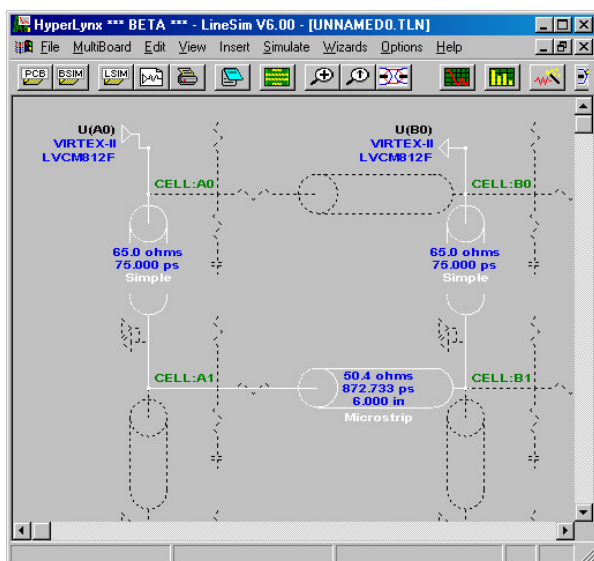 HyperLynx *** BETA *** - LineSim V6.00 - [UNNAMED0.TLN]
File MultiBoard Edit View Insert Simulate Wizards Options Help
PCB BSIM LSIM
U(A0) U(B0)
VIRTEX-II VIRTEX-II
LVCM812F LVCM812F
CELL:A0 CELL:B0
65.0 ohms 65.0 ohms
75.000 ps 75.000 ps
Simple Simple
CELL:A1 50.4 ohms CELL:B1
872.733 ps
6.000 in
Microstrip